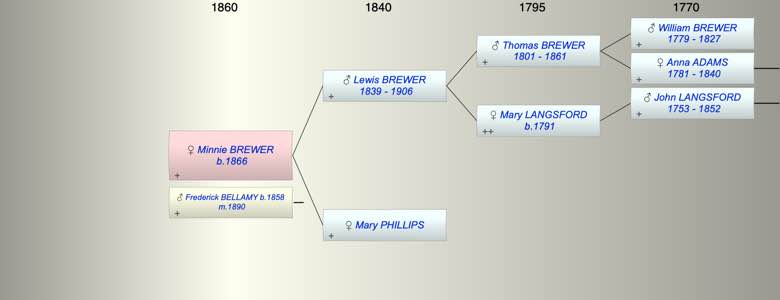 1860 1840 1795 1770
♂ William BREWER
1779 - 1827
+
♂ Thomas BREWER
1801 - 1861
+
♀ Anna ADAMS
1781 - 1840
+
♂ Lewis BREWER
1839 - 1906
+
♂ John LANGSFORD
1753 - 1852
+
♀ Mary LANGSFORD
b.1791
++
♀ Minnie BREWER
b.1866
+
♂ Frederick BELLAMY b.1858
m.1890
+
♀ Mary PHILLIPS
+